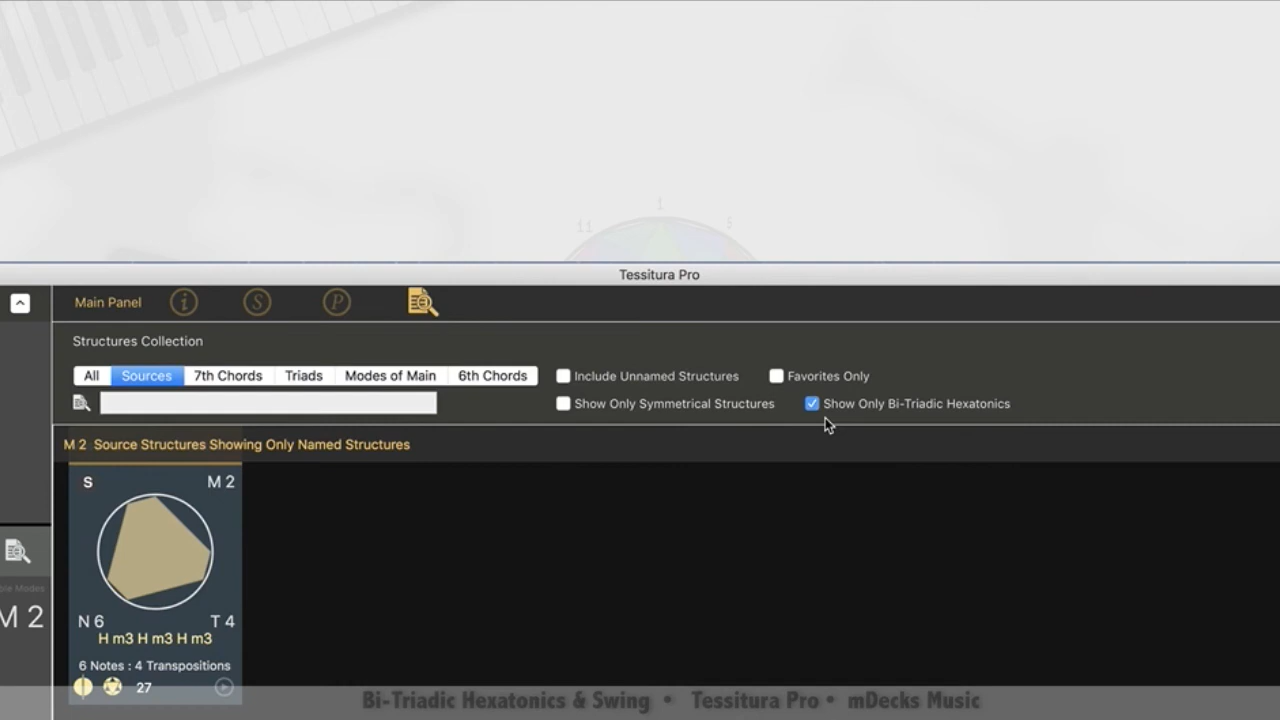 1
11
5
Tessitura Pro
Main Panel i S P
Structures Collection
All Sources 7th Chords Triads Modes of Main 6th Chords
Include Unnamed Structures Favorites Only
Show Only Symmetrical Structures Show Only Bi-Triadic Hexatonics
M 2 Source Structures Showing Only Named Structures
S M 2
M 2
N 6 T 4
H m3 H m3 H m3
6 Notes : 4 Transpositions
27
Bi-Triadic Hexatonics & Swing • Tessitura Pro • mDecks Music